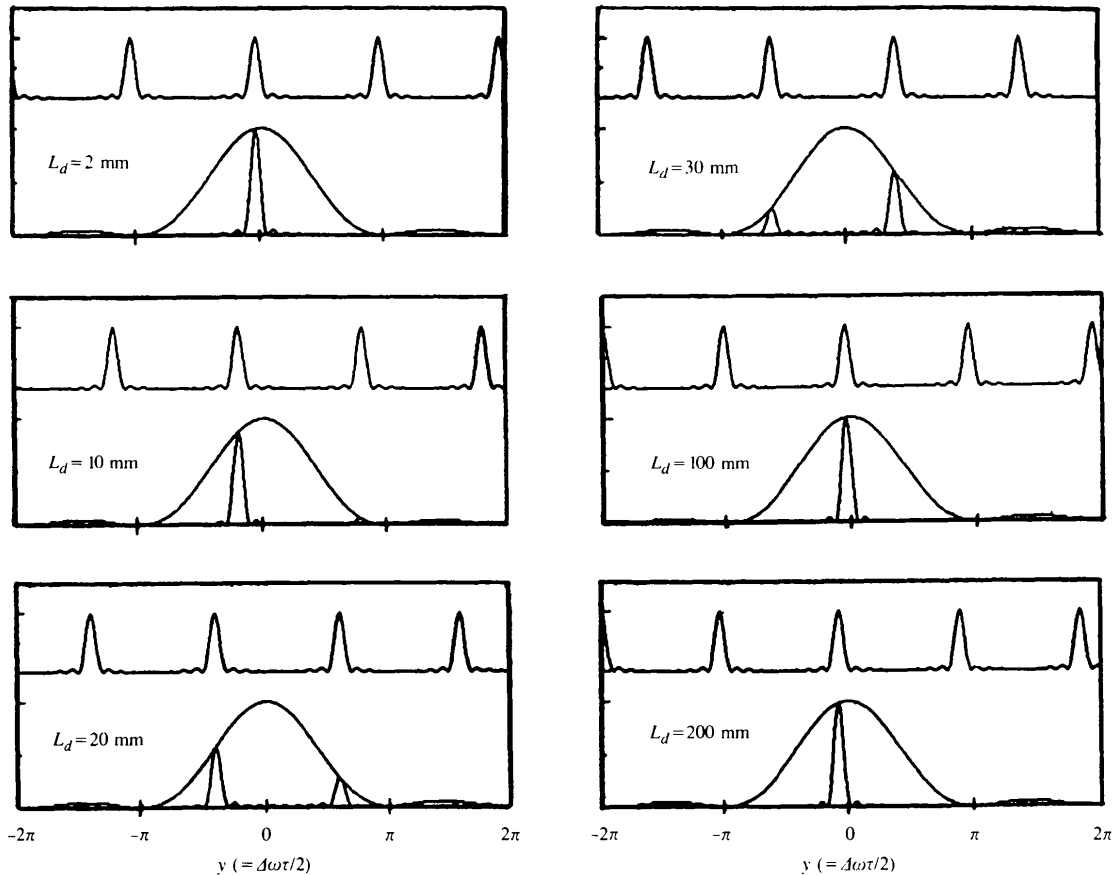 L_d = 2 mm
L_d = 10 mm
L_d = 20 mm
-2π -π 0 π 2π
y (= Δωτ/2)
L_d = 30 mm
L_d = 100 mm
L_d = 200 mm
-2π -π 0 π 2π
y (= Δωτ/2)